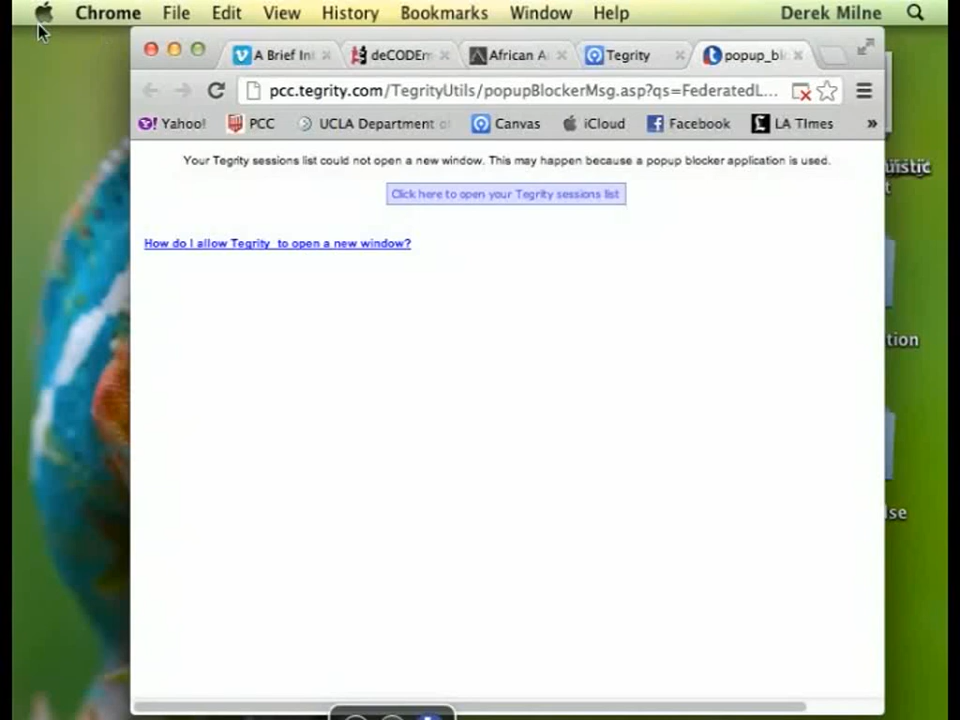 Chrome File Edit View History Bookmarks Window Help Derek Milne
A Brief In deCODEm African A Tegrity popup_bl
pcc.tegrity.com/TegrityUtils/popupBlockerMsg.asp?qs=FederatedL...
Yahoo! PCC UCLA Department o Canvas iCloud Facebook LA TImes »
Your Tegrity sessions list could not open a new window. This may happen because a popup blocker application is used.
Click here to open your Tegrity sessions list
How do I allow Tegrity to open a new window?
tion
lse